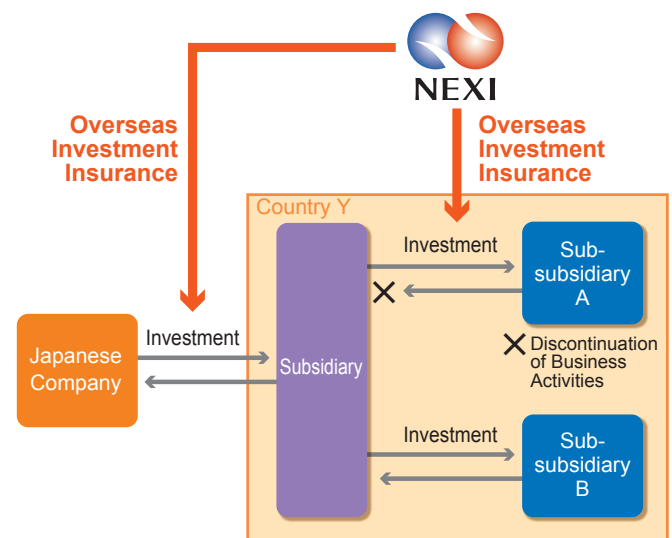 NEXI
Overseas
Investment
Insurance
Overseas
Investment
Insurance
Country Y
Investment
Sub-
subsidiary
A
Japanese
Company
Investment
Subsidiary
Discontinuation
of Business
Activities
Investment
Sub-
subsidiary
B